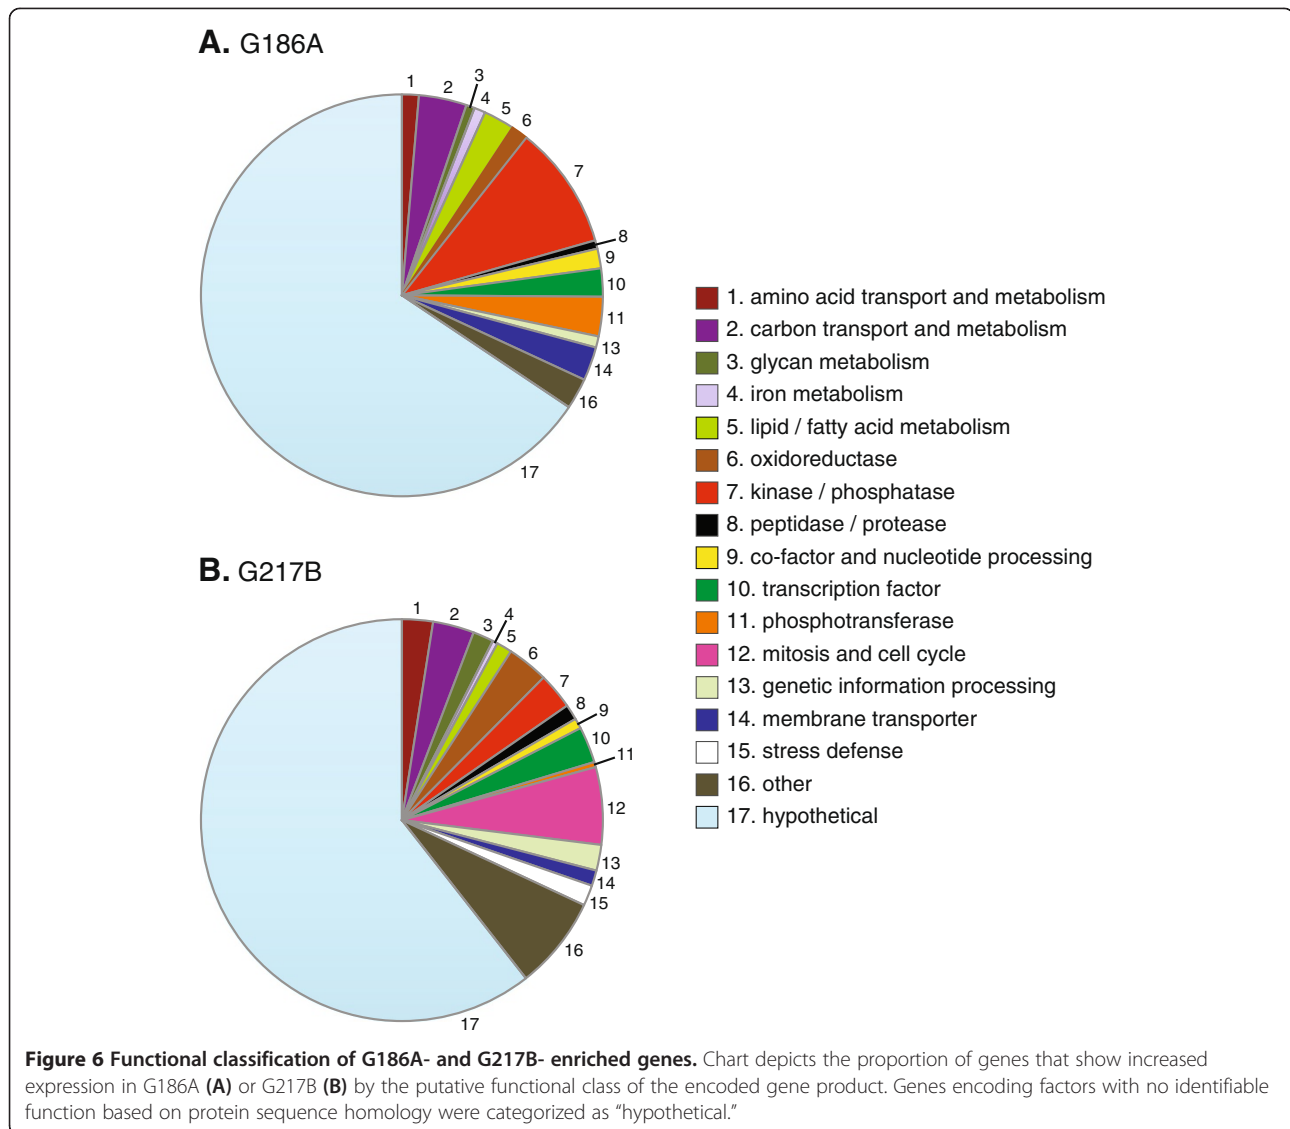 A. G186A
1
2
3
4
5
6
7
8
9
10
11
13
14
16
17
B. G217B
1
2
3
4
5
6
7
8
9
10
11
12
13
14
15
16
17
1. amino acid transport and metabolism
2. carbon transport and metabolism
3. glycan metabolism
4. iron metabolism
5. lipid / fatty acid metabolism
6. oxidoreductase
7. kinase / phosphatase
8. peptidase / protease
9. co-factor and nucleotide processing
10. transcription factor
11. phosphotransferase
12. mitosis and cell cycle
13. genetic information processing
14. membrane transporter
15. stress defense
16. other
17. hypothetical
Figure 6 Functional classification of G186A- and G217B- enriched genes. Chart depicts the proportion of genes that show increased
expression in G186A (A) or G217B (B) by the putative functional class of the encoded gene product. Genes encoding factors with no identifiable
function based on protein sequence homology were categorized as “hypothetical.”